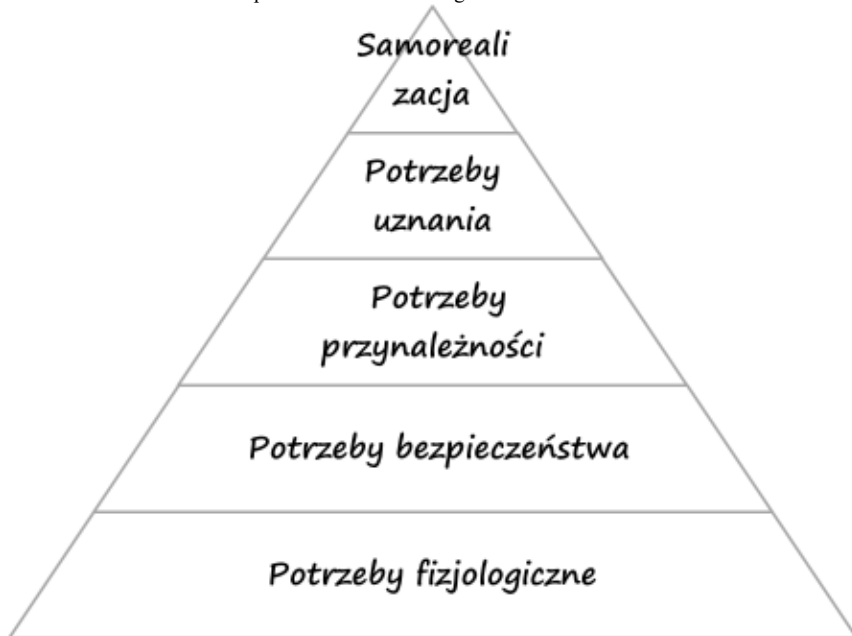 Samoreali
zacja
Potrzeby
uznania
Potrzeby
przynależności
Potrzeby bezpieczeństwa
Potrzeby fizjologiczne